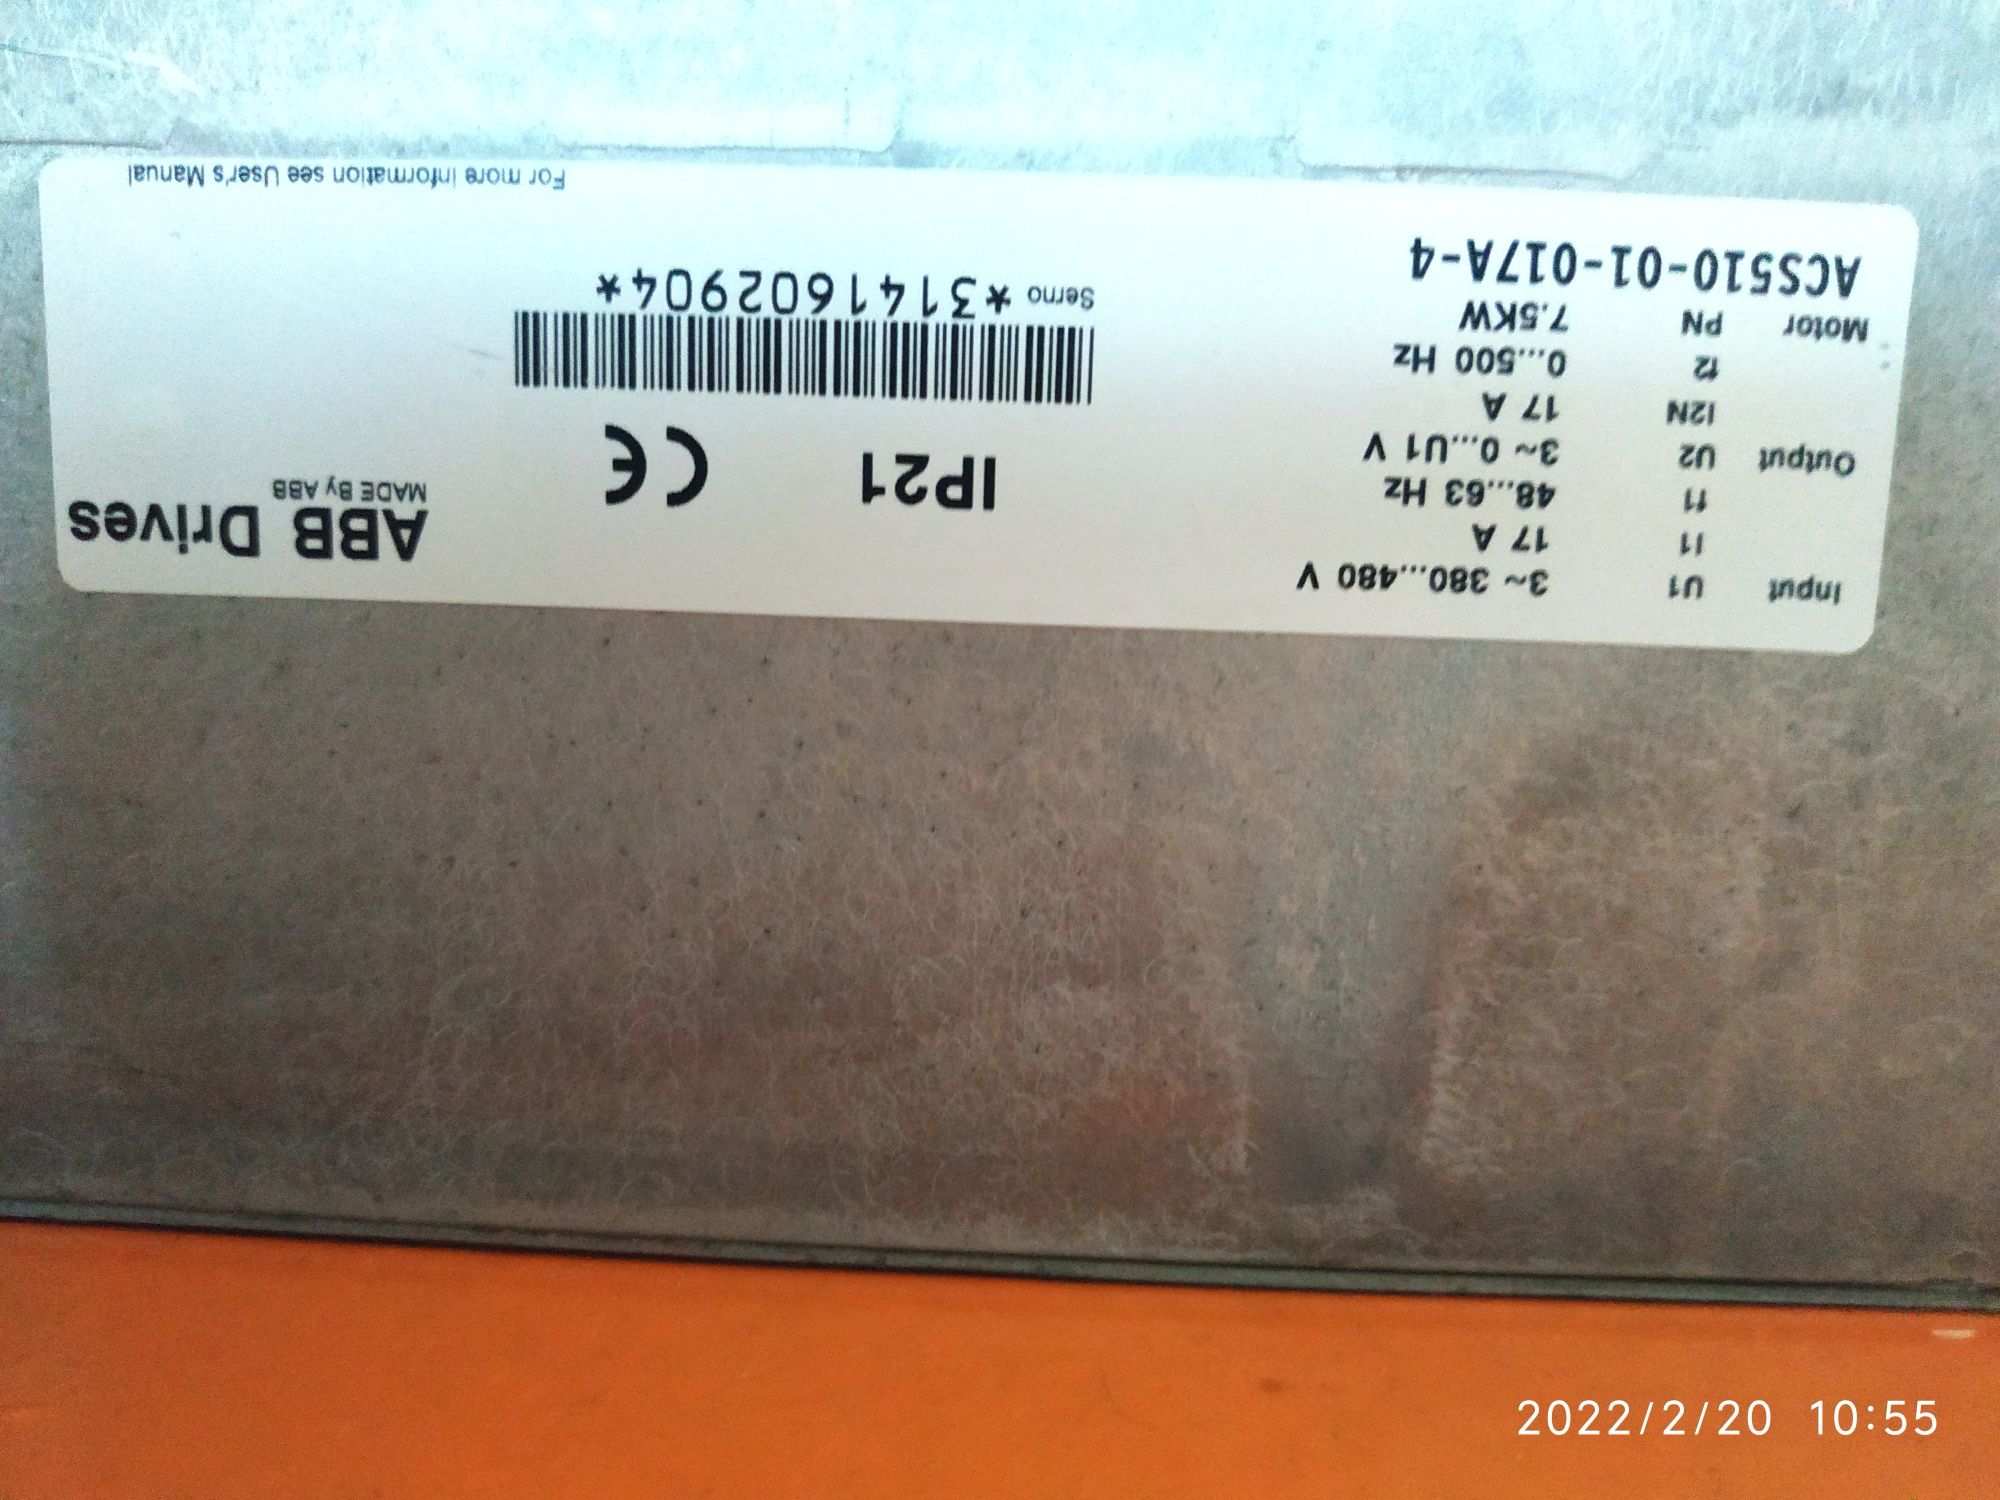 Input U1 3~ 380...480 V
I1 17 A
f1 48...63 Hz
Output U2 3~ 0...U1 V
I2N 17 A
f2 0...500 Hz
Motor PN 7.5KW
ACS510-01-017A-4
IP21
CE
Serno *3141602904*
ABB Drives
MADE By ABB
For more information see User's Manual
2022/2/20 10:55